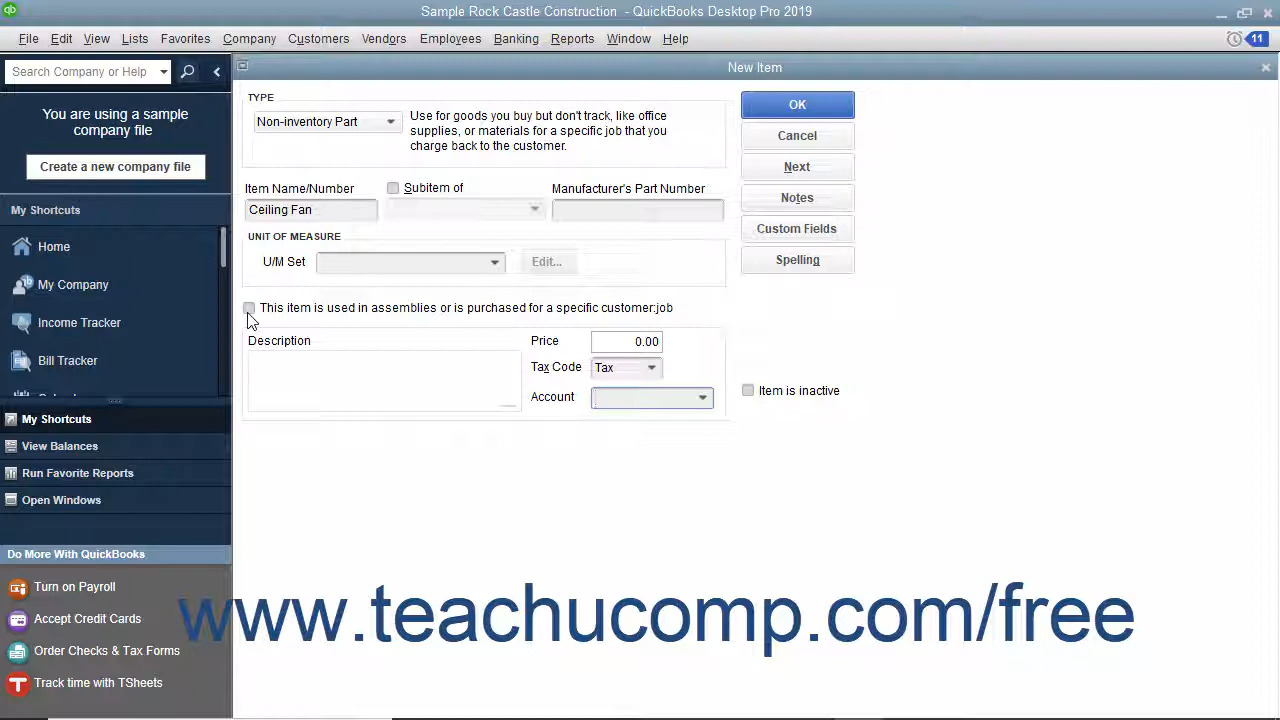 Sample Rock Castle Construction - QuickBooks Desktop Pro 2019
File Edit View Lists Favorites Company Customers Vendors Employees Banking Reports Window Help
11
Search Company or Help
New Item
You are using a sample
company file
Create a new company file
My Shortcuts
Home
My Company
Income Tracker
Bill Tracker
My Shortcuts
View Balances
Run Favorite Reports
Open Windows
Do More With QuickBooks
Turn on Payroll
Accept Credit Cards
Order Checks & Tax Forms
Track time with TSheets
TYPE
Non-inventory Part
Use for goods you buy but don't track, like office
supplies, or materials for a specific job that you
charge back to the customer.
OK
Cancel
Next
Notes
Custom Fields
Spelling
Item Name/Number
Subitem of
Manufacturer's Part Number
Ceiling Fan
UNIT OF MEASURE
U/M Set
Edit...
This item is used in assemblies or is purchased for a specific customer:job
Description
Price
0.00
Tax Code
Tax
Account
Item is inactive
www.teachucomp.com/free